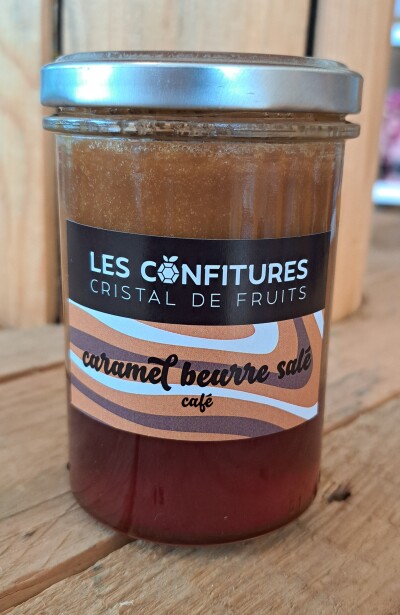 LES CONFITURES
CRISTAL DE FRUITS
caramel beurre salé
café